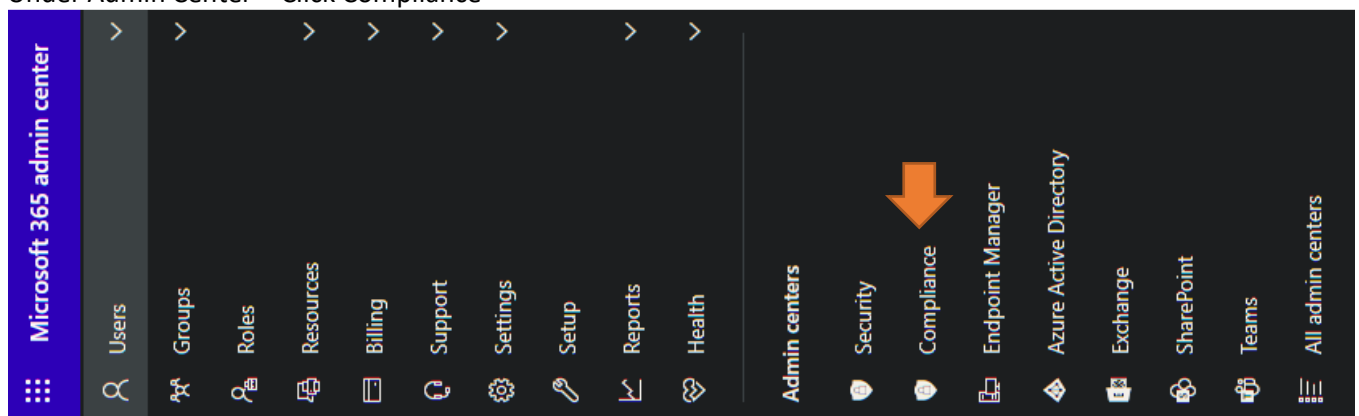 Under Admin Center – Click Compliance
Microsoft 365 admin center
Users
Groups
Roles
Resources
Billing
Support
Settings
Setup
Reports
Health
Admin centers
Security
Compliance
Endpoint Manager
Azure Active Directory
Exchange
SharePoint
Teams
All admin centers